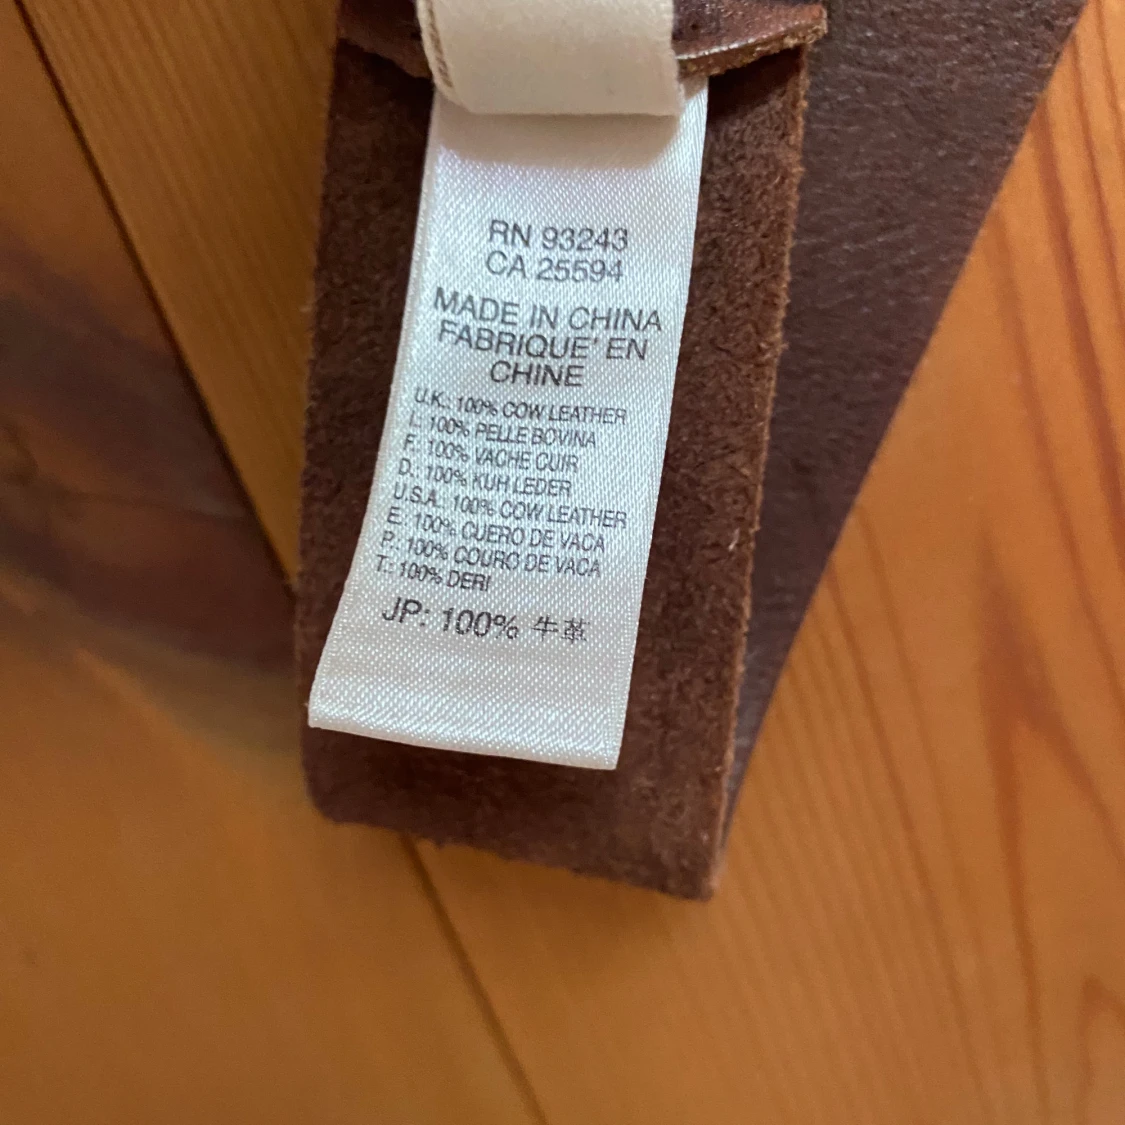 RN 93243
CA 25594
MADE IN CHINA
FABRIQUE' EN
CHINE
U.K.: 100% COW LEATHER
I.: 100% PELLE BOVINA
F.: 100% VACHE CUIR
D.: 100% KUH LEDER
U.S.A.: 100% COW LEATHER
E.: 100% CUERO DE VACA
P.: 100% COURO DE VACA
T.: 100% DERI
JP: 100% 牛革